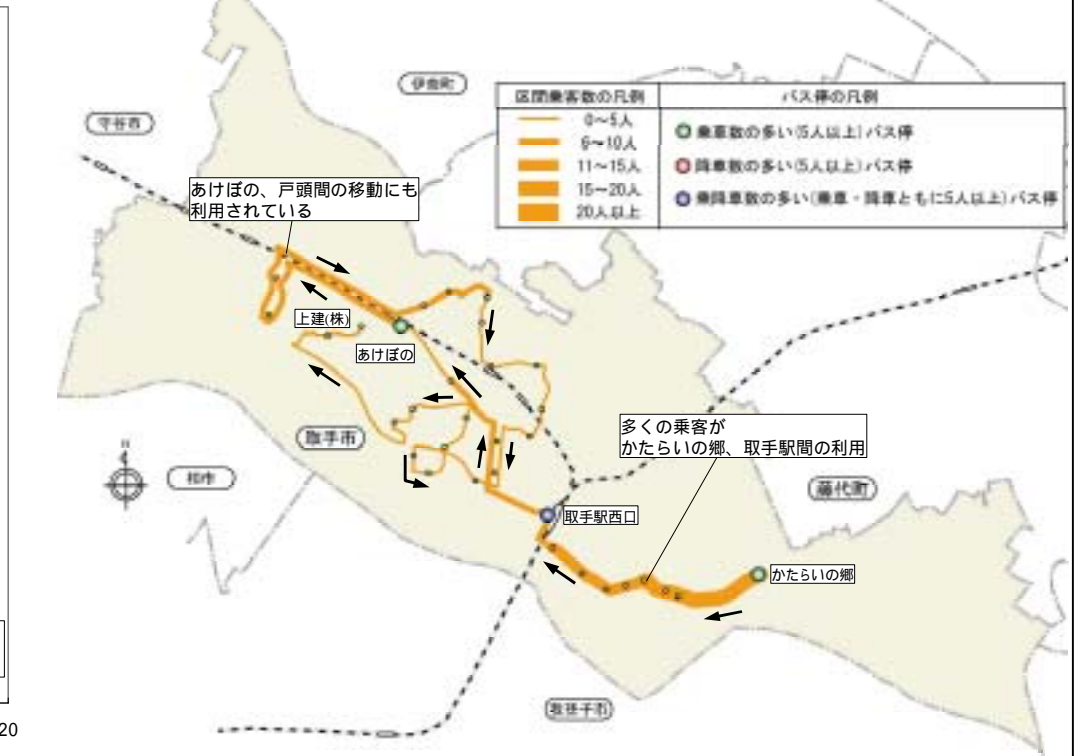 守谷市
伊奈町
区間乗客数の凡例
0～5人
6～10人
11～15人
15～20人
20人以上
バス停の凡例
乗車数の多い(5人以上)バス停
降車数の多い(5人以上)バス停
乗降車数の多い(乗車・降車ともに5人以上)バス停
あけぼの、戸頭間の移動にも
利用されている
上建(株)
あけぼの
取手市
柏市
多くの乗客が
かたらいの郷、取手駅間の利用
藤代町
取手駅西口
かたらいの郷
我孫子市
20